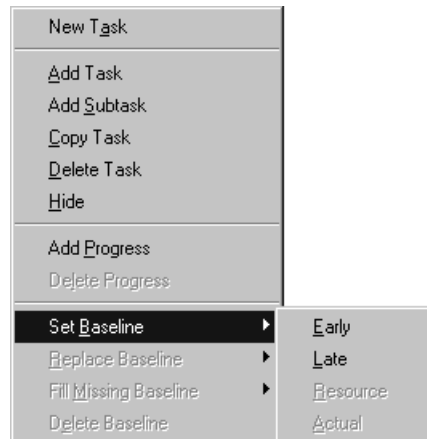 New Task
Add Task
Add Subtask
Copy Task
Delete Task
Hide
Add Progress
Delete Progress
Set Baseline
Early
Replace Baseline
Late
Fill Missing Baseline
Resource
Delete Baseline
Actual